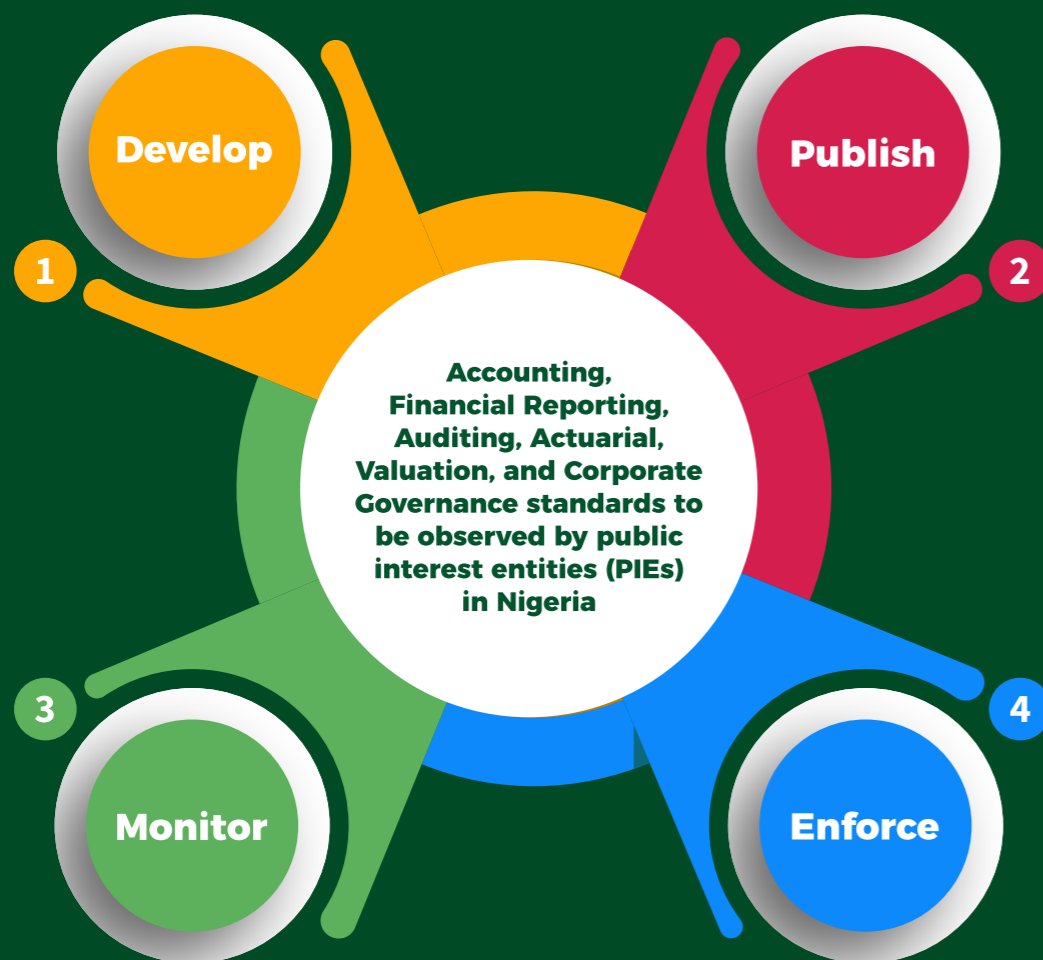 Develop
1
Publish
2
Accounting,
Financial Reporting,
Auditing, Actuarial,
Valuation, and Corporate
Governance standards to
be observed by public
interest entities (PIEs)
in Nigeria
3
Monitor
4
Enforce